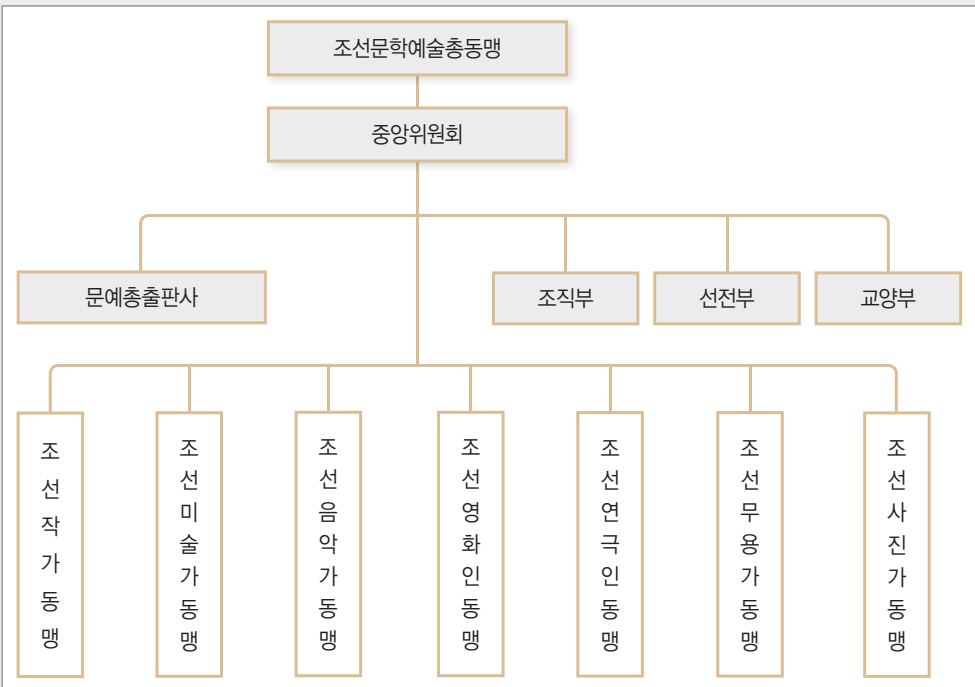 조선문학예술총동맹
중앙위원회
문예총출판사
조직부
선전부
교양부
조선작가동맹
조선미술가동맹
조선음악가동맹
조선영화인동맹
조선연극인동맹
조선무용가동맹
조선사진가동맹